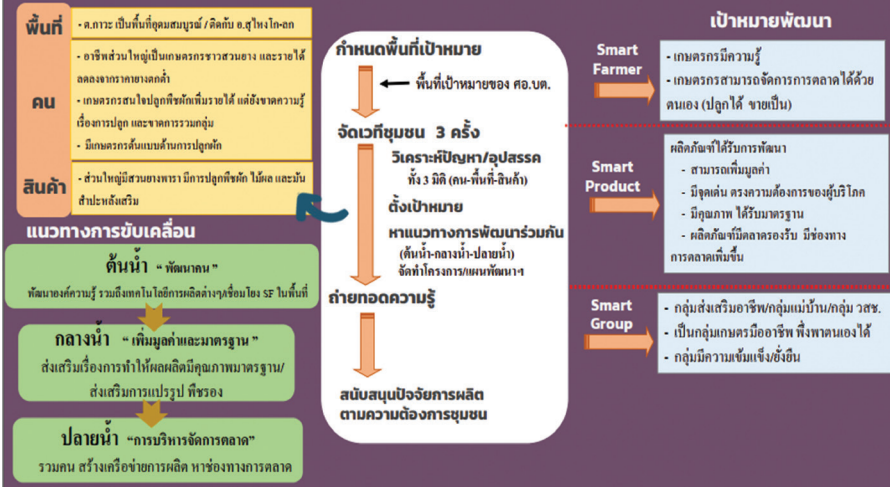 พื้นที่
- ต.กาวะ เป็นพื้นที่อุดมสมบูรณ์ / ติดกับ อ.สุไหงโก-ลก
คน
- อาชีพส่วนใหญ่เป็นเกษตรกรชาวสวนยาง และรายได้
ลดลงจากราคายางตกต่ำ
- เกษตรกรสนใจปลูกพืชผักเพิ่มรายได้ แต่ยังขาดความรู้
เรื่องการปลูก และขาดการรวมกลุ่ม
- มีเกษตรกรต้นแบบด้านการปลูกผัก
สินค้า
- ส่วนใหญ่มีสวนยางพารา มีการปลูกพืชผัก ไม้ผล และมัน
สำปะหลังเสริม
แนวทางการขับเคลื่อน
ต้นน้ำ “ พัฒนาคน”
พัฒนาองค์ความรู้ รวมถึงเทคโนโลยีการผลิตต่างๆ/เชื่อมโยง SF ในพื้นที่
กลางน้ำ “ เพิ่มมูลค่าและมาตรฐาน ”
ส่งเสริมเรื่องการทำให้ผลผลิตมีคุณภาพมาตรฐาน/
ส่งเสริมการแปรรูป พืชรอง
ปลายน้ำ “การบริหารจัดการตลาด”
รวมคน สร้างเครือข่ายการผลิต หาช่องทางการตลาด
กำหนดพื้นที่เป้าหมาย
พื้นที่เป้าหมายของ ศอ.บต.
จัดเวทีชุมชน 3 ครั้ง
วิเคราะห์ปัญหา/อุปสรรค
ทั้ง 3 มิติ (คน-พื้นที่-สินค้า)
ตั้งเป้าหมาย
หาแนวทางการพัฒนาร่วมกัน
(ต้นน้ำ-กลางน้ำ-ปลายน้ำ)
จัดทำโครงการ/แผนพัฒนาฯ
ถ่ายทอดความรู้
สนับสนุนปัจจัยการผลิต
ตามความต้องการชุมชน
เป้าหมายพัฒนา
Smart
Farmer
- เกษตรกรมีความรู้
- เกษตรกรสามารถจัดการการตลาดได้ด้วย
ตนเอง (ปลูกได้ ขายเป็น)
Smart
Product
ผลิตภัณฑ์ได้รับการพัฒนา
- สามารถเพิ่มมูลค่า
- มีจุดเด่น ตรงความต้องการของผู้บริโภค
- มีคุณภาพ ได้รับมาตรฐาน
- ผลิตภัณฑ์มีตลาดรองรับ มีช่องทาง
การตลาดเพิ่มขึ้น
Smart
Group
- กลุ่มส่งเสริมอาชีพ/กลุ่มแม่บ้าน/กลุ่ม วสช.
- เป็นกลุ่มเกษตรมืออาชีพ พึ่งพาตนเองได้
- กลุ่มมีความเข้มแข็ง/ยั่งยืน